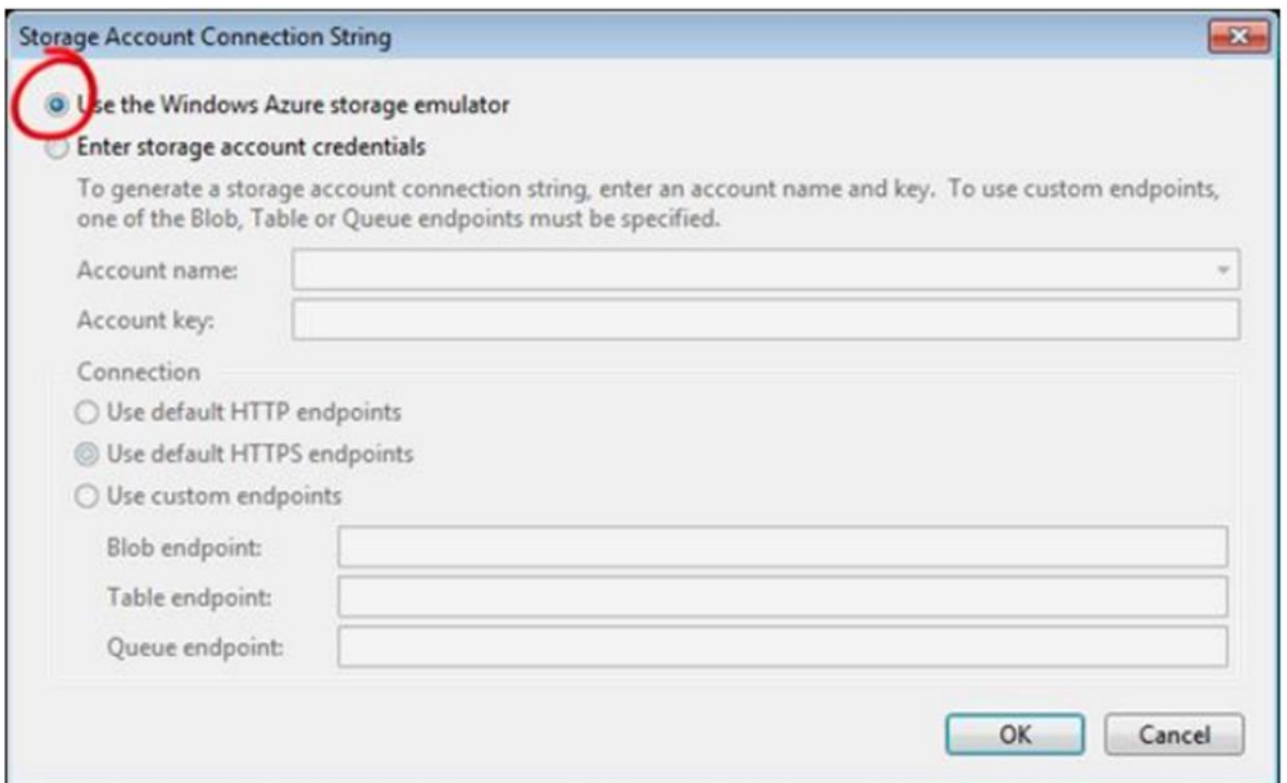 Storage Account Connection String
Use the Windows Azure storage emulator
Enter storage account credentials
To generate a storage account connection string, enter an account name and key.  To use custom endpoints,
one of the Blob, Table or Queue endpoints must be specified.
Account name:
Account key:
Connection
Use default HTTP endpoints
Use default HTTPS endpoints
Use custom endpoints
Blob endpoint:
Table endpoint:
Queue endpoint:
OK Cancel